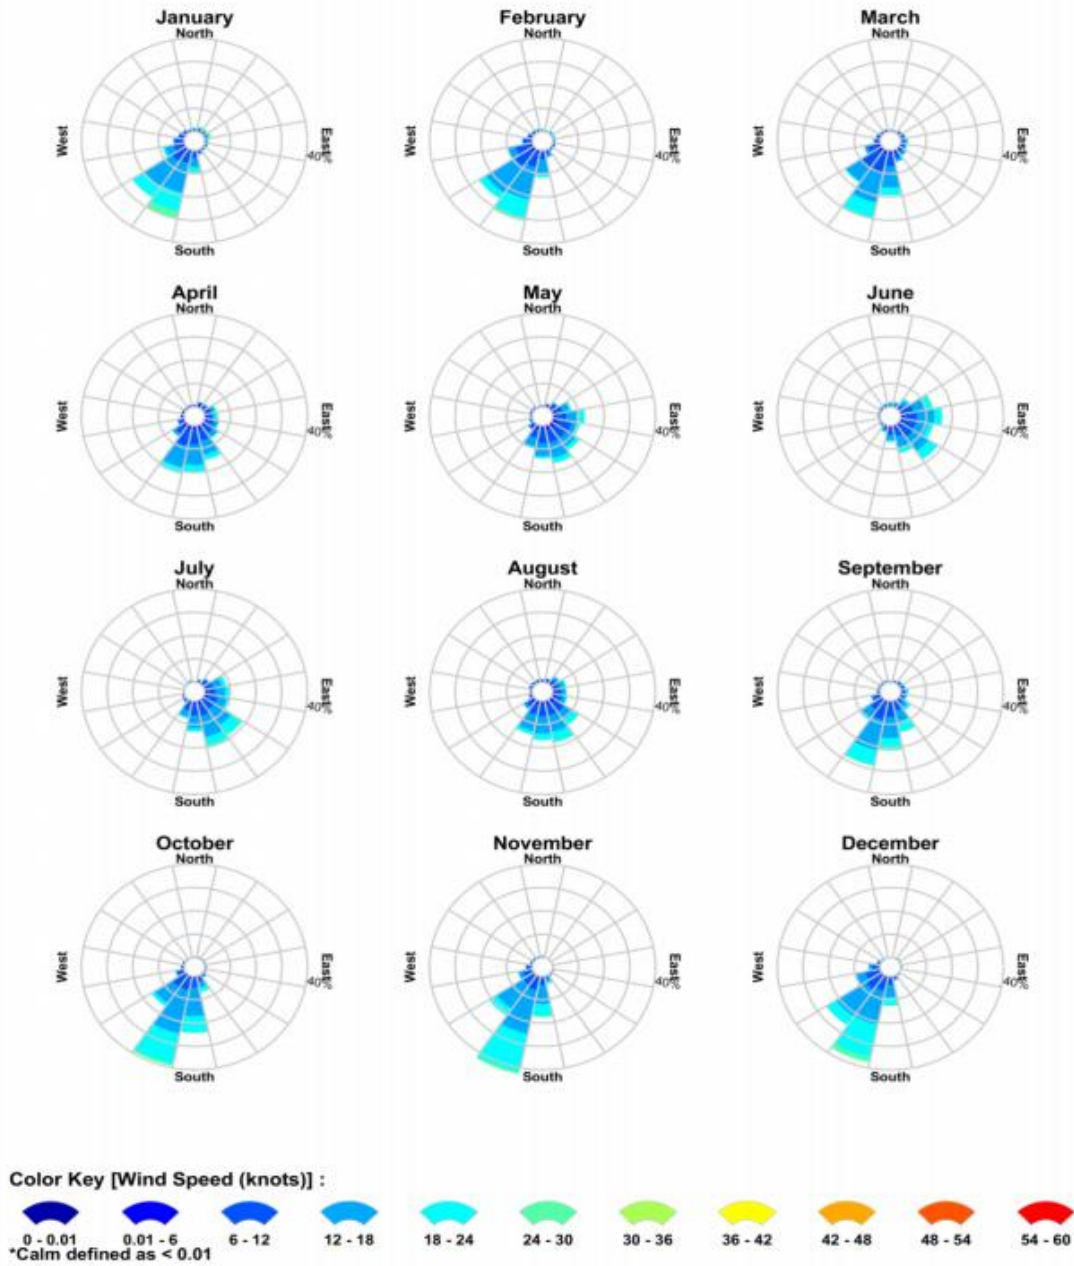 January February March
North North North
West East West East West East
40% 40% 40%
South South South
April May June
North North North
West East West East West East
40% 40% 40%
South South South
July August September
North North North
West East West East West East
40% 40% 40%
South South South
October November December
North North North
West East West East West East
40% 40% 40%
South South South
Color Key [Wind Speed (knots)] :
0 - 0.01 0.01 - 6 6 - 12 12 - 18 18 - 24 24 - 30 30 - 36 36 - 42 42 - 48 48 - 54 54 - 60
*Calm defined as < 0.01